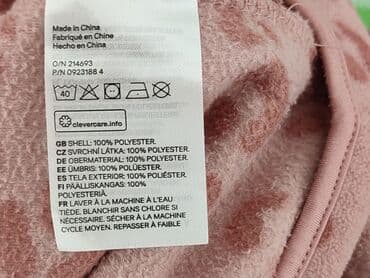 Made in China
Fabriqué en Chine
Hecho en China
O/N 214693
P/N 0923188 4
40
clevercare.info
GB SHELL: 100% POLYESTER.
CZ SVRCHNÍ LÁTKA: 100% POLYESTER.
DE OBERMATERIAL: 100% POLYESTER.
EE ÜMBRIS: 100% POLÜESTER.
ES TELA EXTERIOR: 100% POLIÉSTER.
FI PÄÄLLISKANGAS: 100%
POLYESTERI.
FR LAVER À LA MACHINE À L'EAU
TIÈDE. BLANCHIR SANS CHLORE SI
NÉCESSAIRE. SÉCHER À LA MACHINE
CYCLE MOYEN. REPASSER À FAIBLE